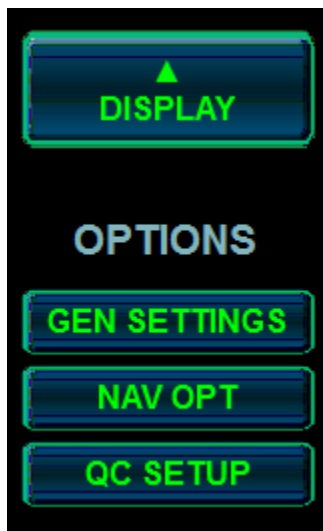 ▲
DISPLAY
OPTIONS
GEN SETTINGS
NAV OPT
QC SETUP